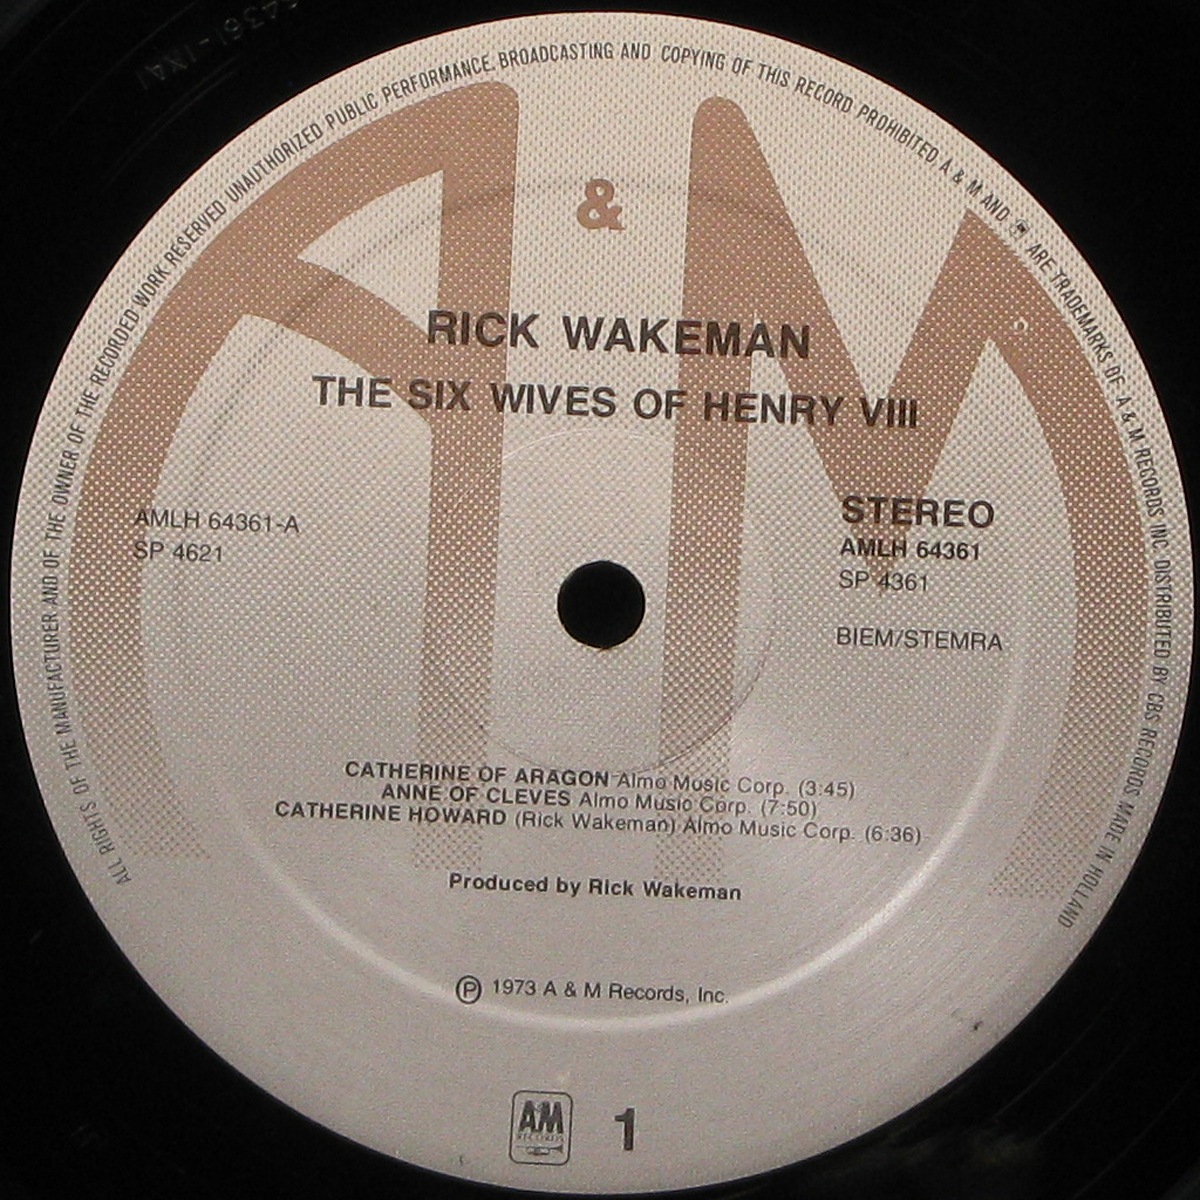 ALL RIGHTS OF THE MANUFACTURER AND OF THE OWNER OF THE RECORDED WORK RESERVED UNAUTHORIZED PUBLIC PERFORMANCE. BROADCASTING AND COPYING OF THIS RECORD PROHIBITED A & M AND ARE TRADEMARKS OF A & M RECORDS INC. DISTRIBUTED BY CBS RECORDS MADE IN HOLLAND
A & M
RICK WAKEMAN
THE SIX WIVES OF HENRY VIII
AMLH 64361-A
SP 4621
STEREO
AMLH 64361
SP 4361
BIEM/STEMRA
CATHERINE OF ARAGON Almo Music Corp. (3:45)
ANNE OF CLEVES Almo Music Corp. (7:50)
CATHERINE HOWARD (Rick Wakeman) Almo Music Corp. (6:36)
Produced by Rick Wakeman
Ⓟ 1973 A & M Records, Inc.
AM
RECORDS
1